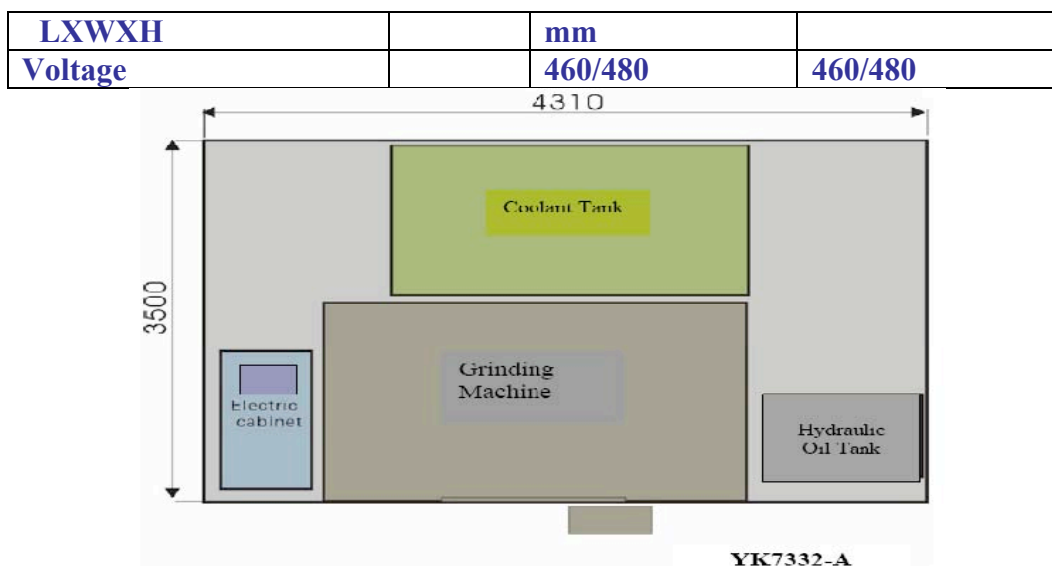 LXWXH mm
Voltage 460/480 460/480
4310
Coolant Tank
3500
Grinding
Machine
Electric
cabinet
Hydraulic
Oil Tank
YK7332-A